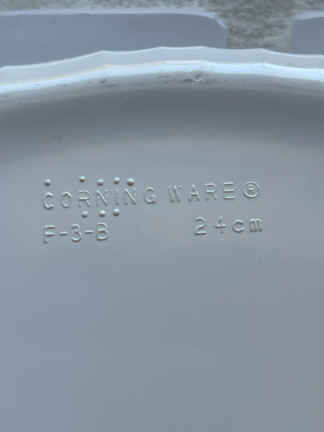 CORNING WARE ©
F-3-B 24cm